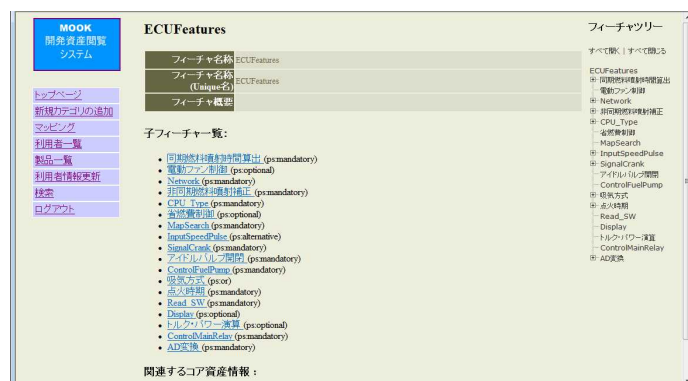 MOOK
開発資産閲覧
システム
トップページ
新規カテゴリの追加
マッピング
利用者一覧
製品一覧
利用者情報更新
検索
ログアウト
ECUFeatures
フィーチャ名称 ECUFeatures
フィーチャ名称
(Unique名) ECUFeatures
フィーチャ概要
子フィーチャ一覧:
同期燃料噴射時間算出 (ps:mandatory)
電動ファン制御 (ps:optional)
Network (ps:mandatory)
非同期燃料噴射補正 (ps:mandatory)
CPU_Type (ps:mandatory)
省燃費制御 (ps:optional)
MapSearch (ps:mandatory)
InputSpeedPulse (ps:alternative)
SignalCrank (ps:mandatory)
アイドルバルブ開閉 (ps:mandatory)
ControlFuelPump (ps:mandatory)
吸気方式 (ps:or)
点火時期 (ps:mandatory)
Read_SW (ps:mandatory)
Display (ps:optional)
トルク・パワー演算 (ps:optional)
ControlMainRelay (ps:mandatory)
AD変換 (ps:mandatory)
関連するコア資産情報：
フィーチャツリー
すべて開く | すべて閉じる
ECUFeatures
同期燃料噴射時間算出
電動ファン制御
Network
非同期燃料噴射補正
CPU_Type
省燃費制御
MapSearch
InputSpeedPulse
SignalCrank
アイドルバルブ開閉
ControlFuelPump
吸気方式
点火時期
Read_SW
Display
トルク・パワー演算
ControlMainRelay
AD変換